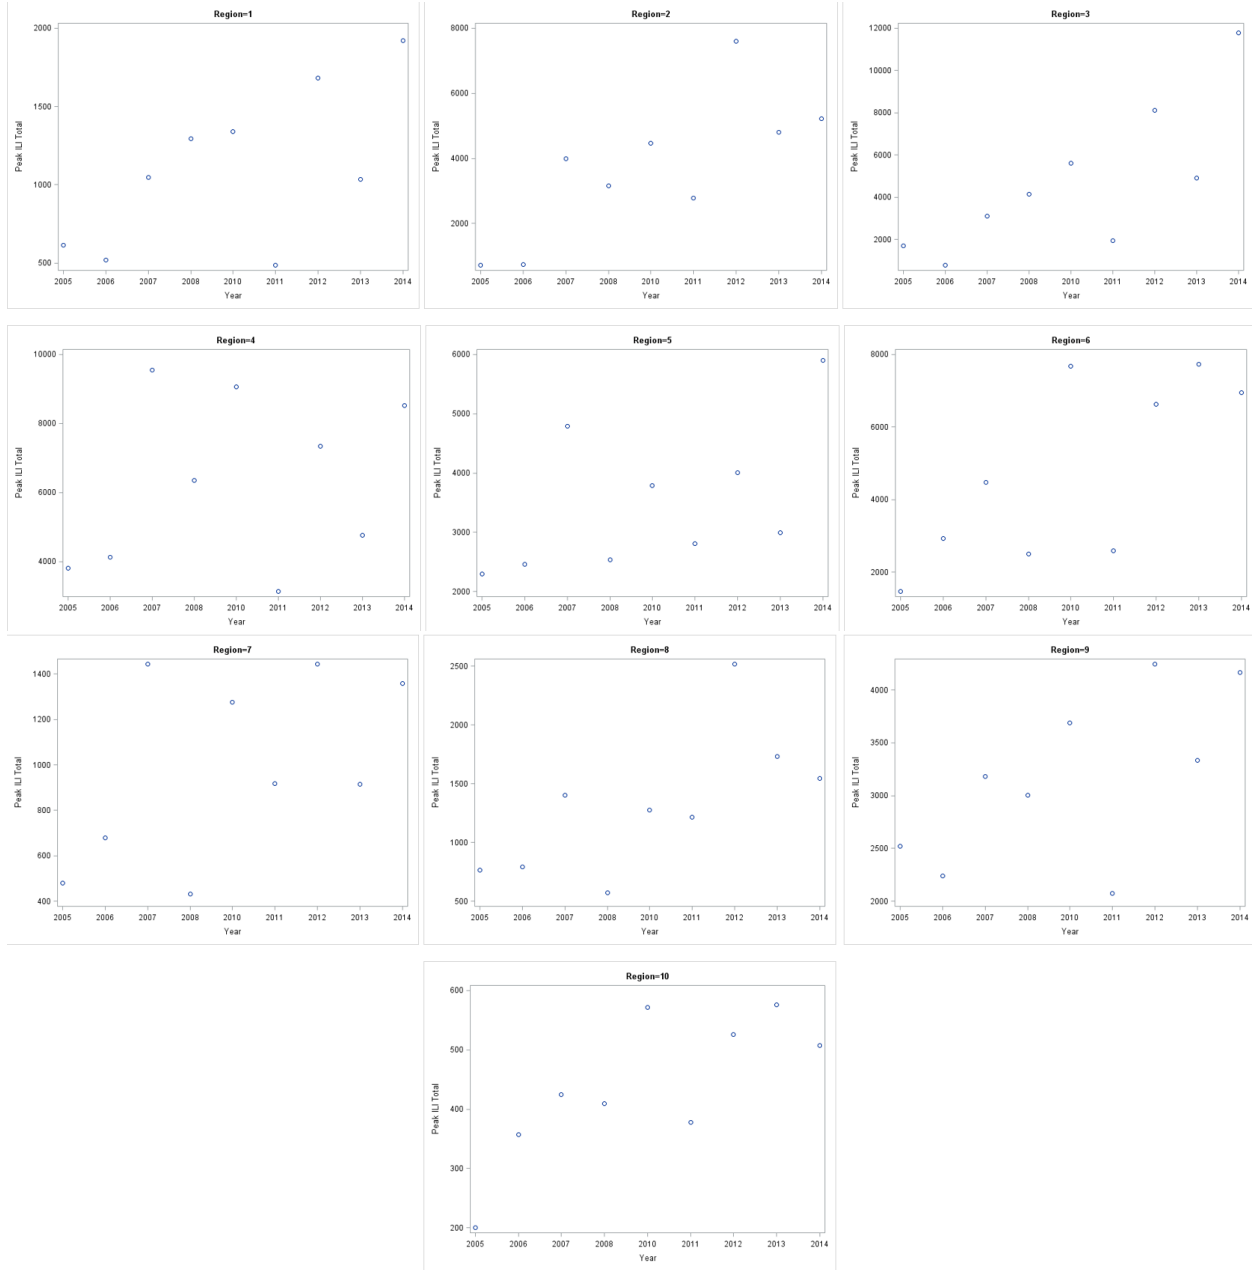 Region=1
Peak ILI Total
2000
1500
1000
500
2005 2006 2007 2008 2010 2011 2012 2013 2014
Year
Region=2
Peak ILI Total
8000
6000
4000
2000
2005 2006 2007 2008 2010 2011 2012 2013 2014
Year
Region=3
Peak ILI Total
12000
10000
8000
6000
4000
2000
2005 2006 2007 2008 2010 2011 2012 2013 2014
Year
Region=4
Peak ILI Total
10000
8000
6000
4000
2005 2006 2007 2008 2010 2011 2012 2013 2014
Year
Region=5
Peak ILI Total
6000
5000
4000
3000
2000
2005 2006 2007 2008 2010 2011 2012 2013 2014
Year
Region=6
Peak ILI Total
8000
6000
4000
2000
2005 2006 2007 2008 2010 2011 2012 2013 2014
Year
Region=7
Peak ILI Total
1400
1200
1000
800
600
400
2005 2006 2007 2008 2010 2011 2012 2013 2014
Year
Region=8
Peak ILI Total
2500
2000
1500
1000
500
2005 2006 2007 2008 2010 2011 2012 2013 2014
Year
Region=9
Peak ILI Total
4000
3500
3000
2500
2000
2005 2006 2007 2008 2010 2011 2012 2013 2014
Year
Region=10
Peak ILI Total
600
500
400
300
200
2005 2006 2007 2008 2010 2011 2012 2013 2014
Year